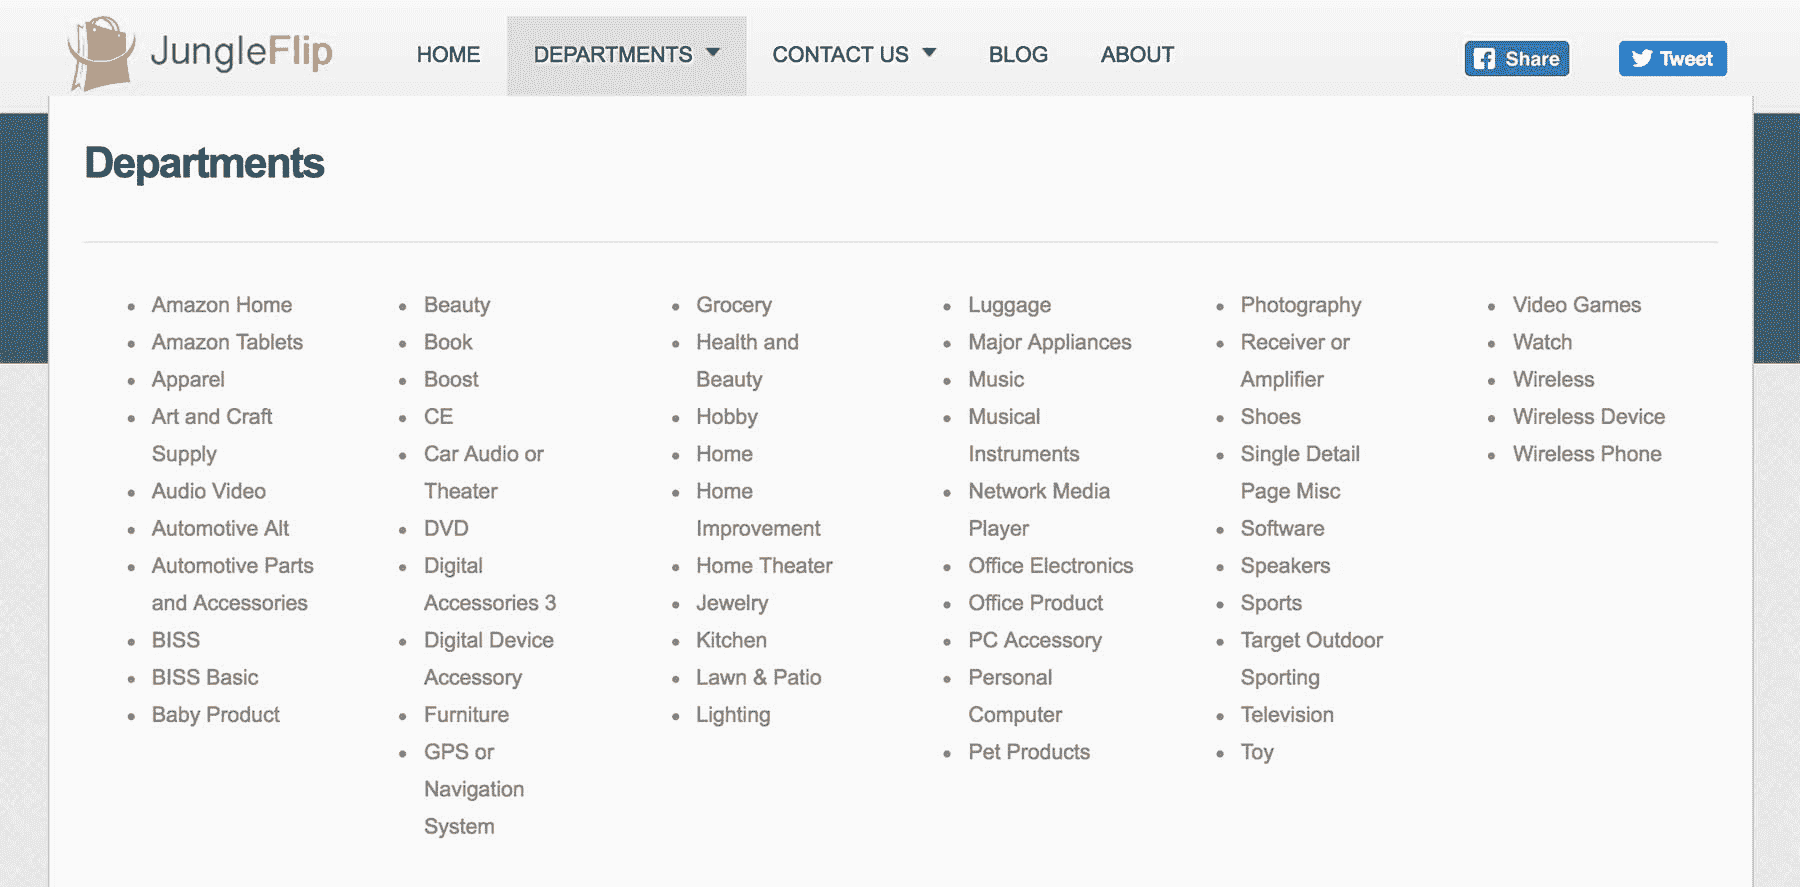 JungleFlip
HOME
DEPARTMENTS
CONTACT US
BLOG
ABOUT
Share
Tweet
Departments
Amazon Home
Amazon Tablets
Apparel
Art and Craft
Supply
Audio Video
Automotive Alt
Automotive Parts
and Accessories
BISS
BISS Basic
Baby Product
Beauty
Book
Boost
CE
Car Audio or
Theater
DVD
Digital
Accessories 3
Digital Device
Accessory
Furniture
GPS or
Navigation
System
Grocery
Health and
Beauty
Hobby
Home
Home
Improvement
Home Theater
Jewelry
Kitchen
Lawn & Patio
Lighting
Luggage
Major Appliances
Music
Musical
Instruments
Network Media
Player
Office Electronics
Office Product
PC Accessory
Personal
Computer
Pet Products
Photography
Receiver or
Amplifier
Shoes
Single Detail
Page Misc
Software
Speakers
Sports
Target Outdoor
Sporting
Television
Toy
Video Games
Watch
Wireless
Wireless Device
Wireless Phone